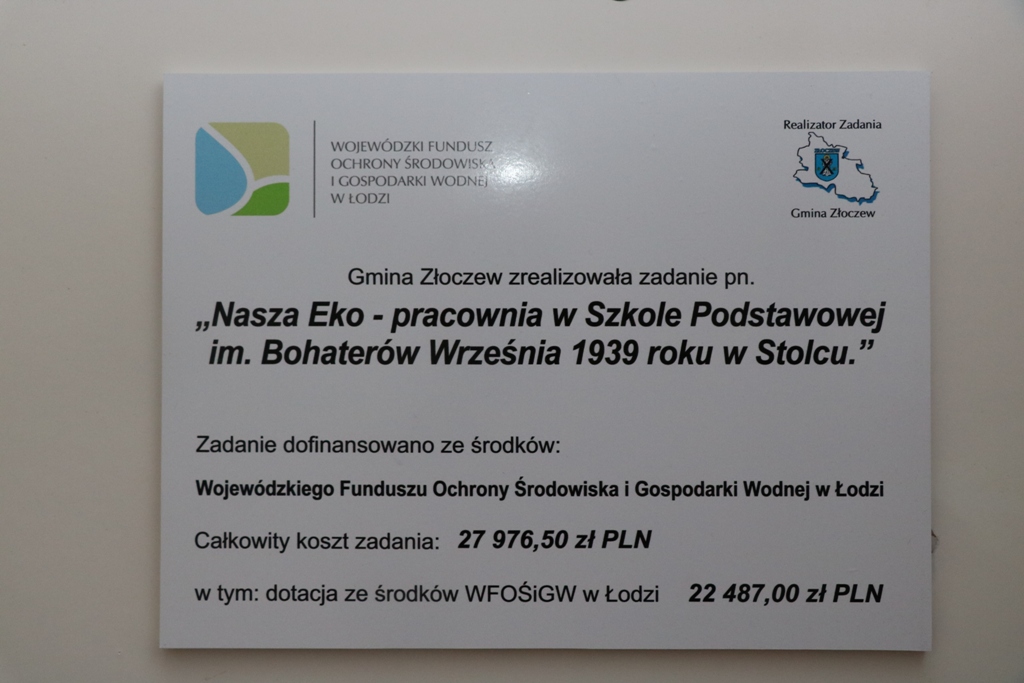 WOJEWÓDZKI FUNDUSZ
OCHRONY ŚRODOWISKA
I GOSPODARKI WODNEJ
W ŁODZI
Realizator Zadania
ZŁOCZEW
Gmina Złoczew
Gmina Złoczew zrealizowała zadanie pn.
„Nasza Eko - pracownia w Szkole Podstawowej
im. Bohaterów Września 1939 roku w Stolcu.”
Zadanie dofinansowano ze środków:
Wojewódzkiego Funduszu Ochrony Środowiska i Gospodarki Wodnej w Łodzi
Całkowity koszt zadania: 27 976,50 zł PLN
w tym: dotacja ze środków WFOŚiGW w Łodzi 22 487,00 zł PLN